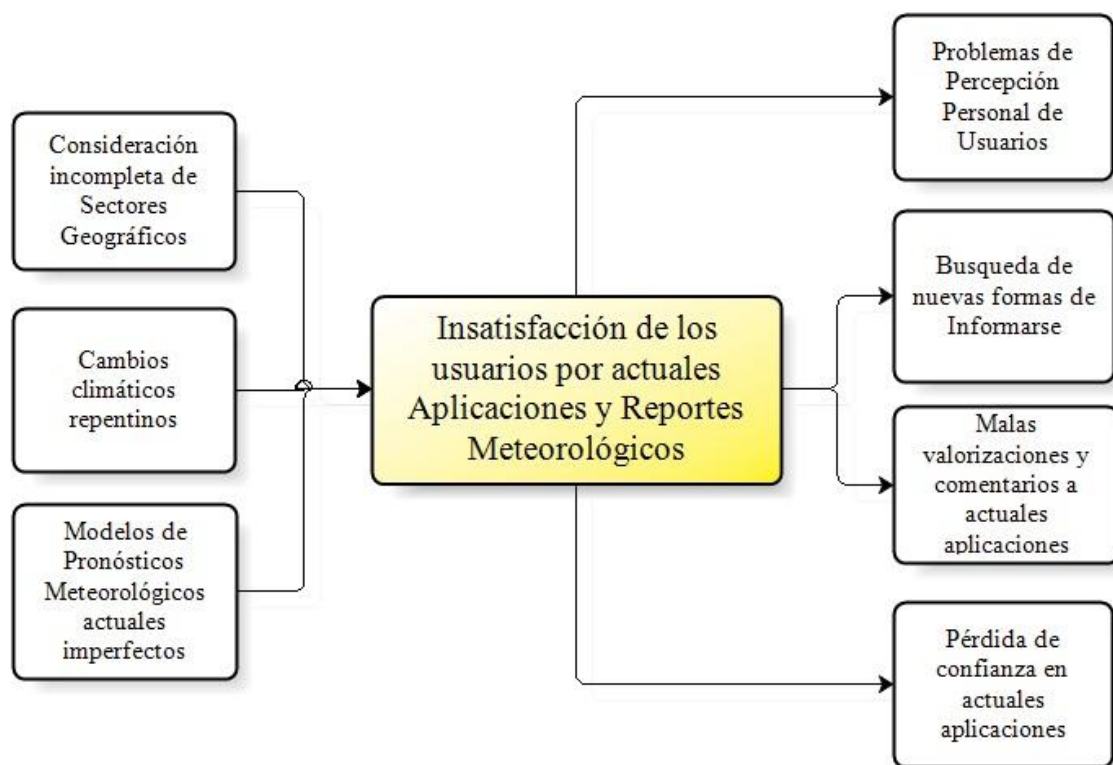 Consideración
incompleta de
Sectores
Geográficos
Cambios
climáticos
repentinos
Modelos de
Pronósticos
Meteorológicos
actuales
imperfectos
Insatisfacción de los
usuarios por actuales
Aplicaciones y Reportes
Meteorológicos
Problemas de
Percepción
Personal de
Usuarios
Busqueda de
nuevas formas de
Informarse
Malas
valorizaciones y
comentarios a
actuales
aplicaciones
Pérdida de
confianza en
actuales
aplicaciones